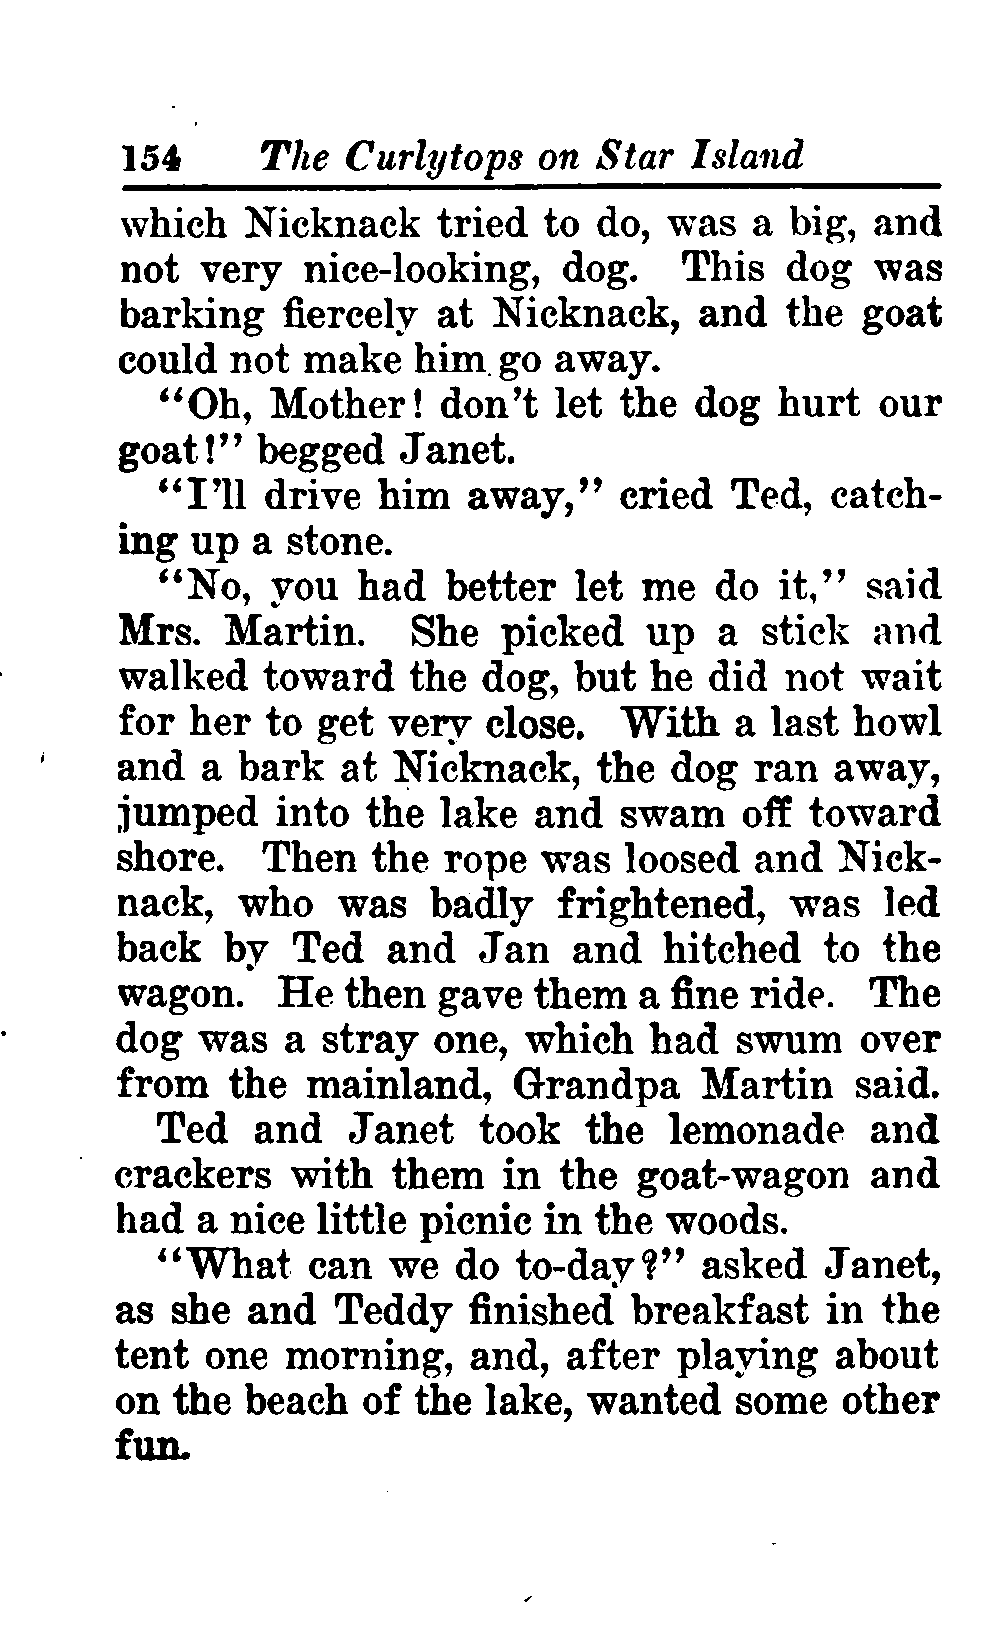 154 The Curlytops on Star Island
which Nicknack tried to do, was a big, and
not very nice-looking, dog. This dog was
barking fiercely at Nicknack, and the goat
could not make him go away.
"Oh, Mother! don't let the dog hurt our
goat!" begged Janet.
"I'll drive him away," cried Ted, catch-
ing up a stone.
"No, you had better let me do it," said
Mrs. Martin. She picked up a stick and
walked toward the dog, but he did not wait
for her to get very close. With a last howl
and a bark at Nicknack, the dog ran away,
jumped into the lake and swam off toward
shore. Then the rope was loosed and Nick-
nack, who was badly frightened, was led
back by Ted and Jan and hitched to the
wagon. He then gave them a fine ride. The
dog was a stray one, which had swum over
from the mainland, Grandpa Martin said.
Ted and Janet took the lemonade and
crackers with them in the goat-wagon and
had a nice little picnic in the woods.
"What can we do to-day?" asked Janet,
as she and Teddy finished breakfast in the
tent one morning, and, after playing about
on the beach of the lake, wanted some other
fun.